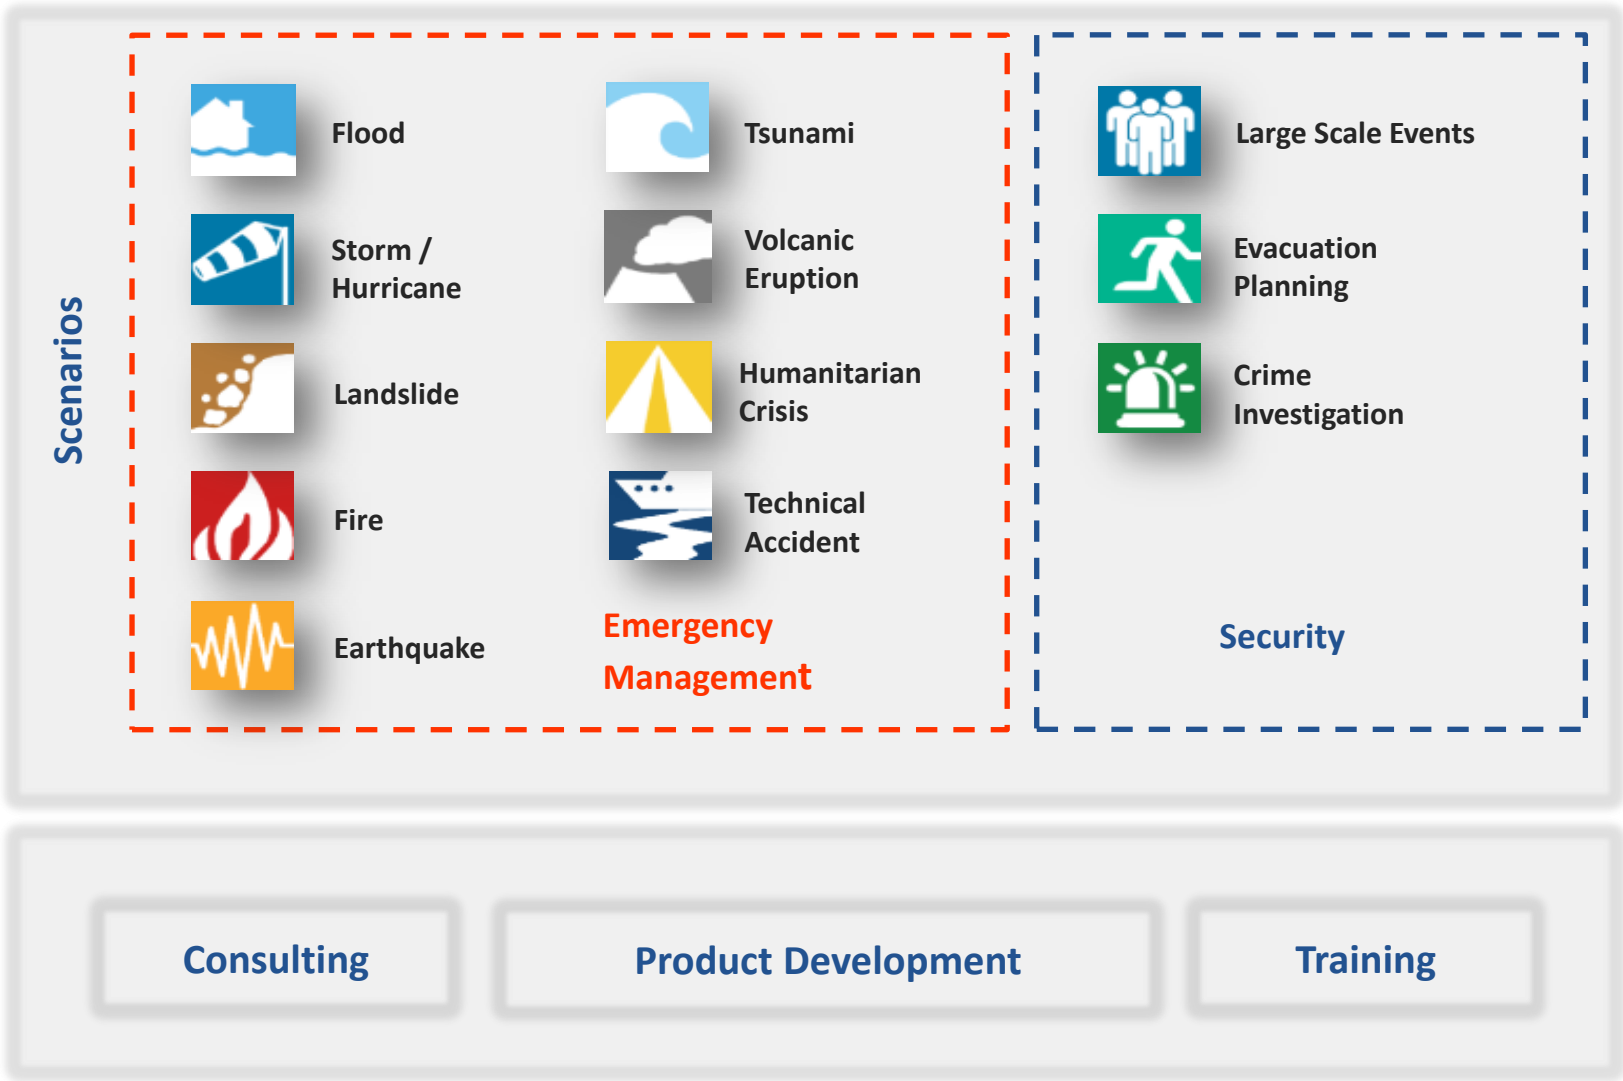 Scenarios
Flood
Storm /
Hurricane
Landslide
Fire
Earthquake
Tsunami
Volcanic
Eruption
Humanitarian
Crisis
Technical
Accident
Emergency
Management
Large Scale Events
Evacuation
Planning
Crime
Investigation
Security
Consulting
Product Development
Training